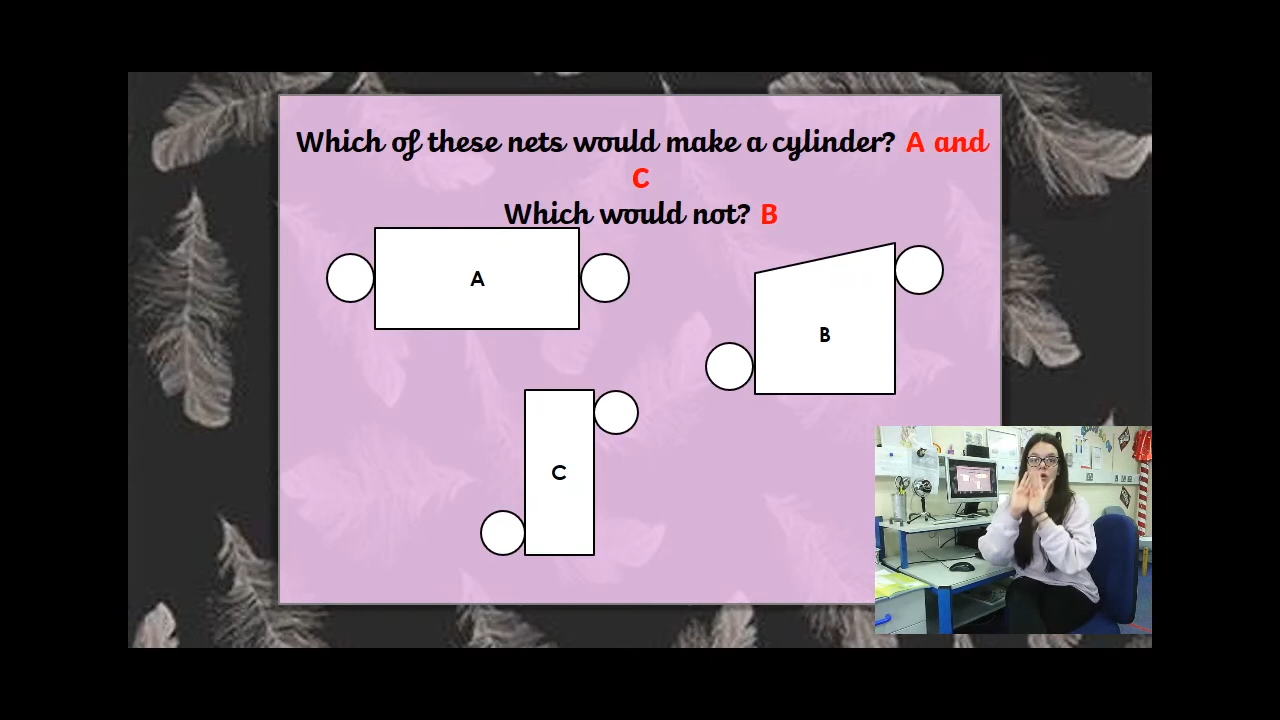 Which of these nets would make a cylinder? A and
C
Which would not? B
A
B
C